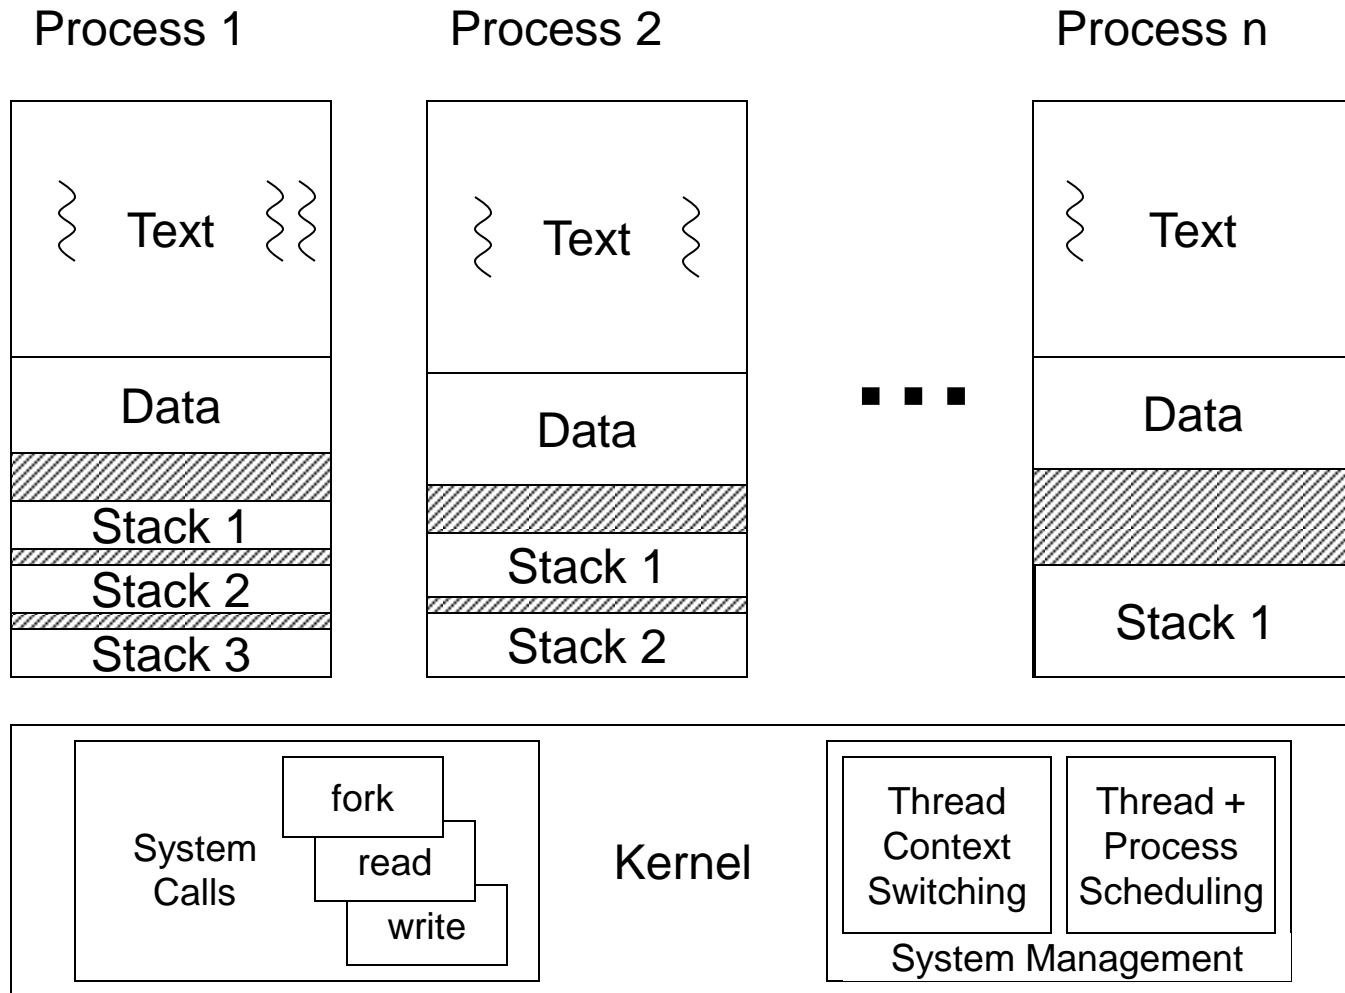 Process 1
Process 2
Process n
Text
Data
Stack 1
Stack 2
Stack 3
Text
Data
Stack 1
Stack 2
Text
Data
Stack 1
System
Calls
fork
read
write
Kernel
Thread
Context
Switching
Thread +
Process
Scheduling
System Management